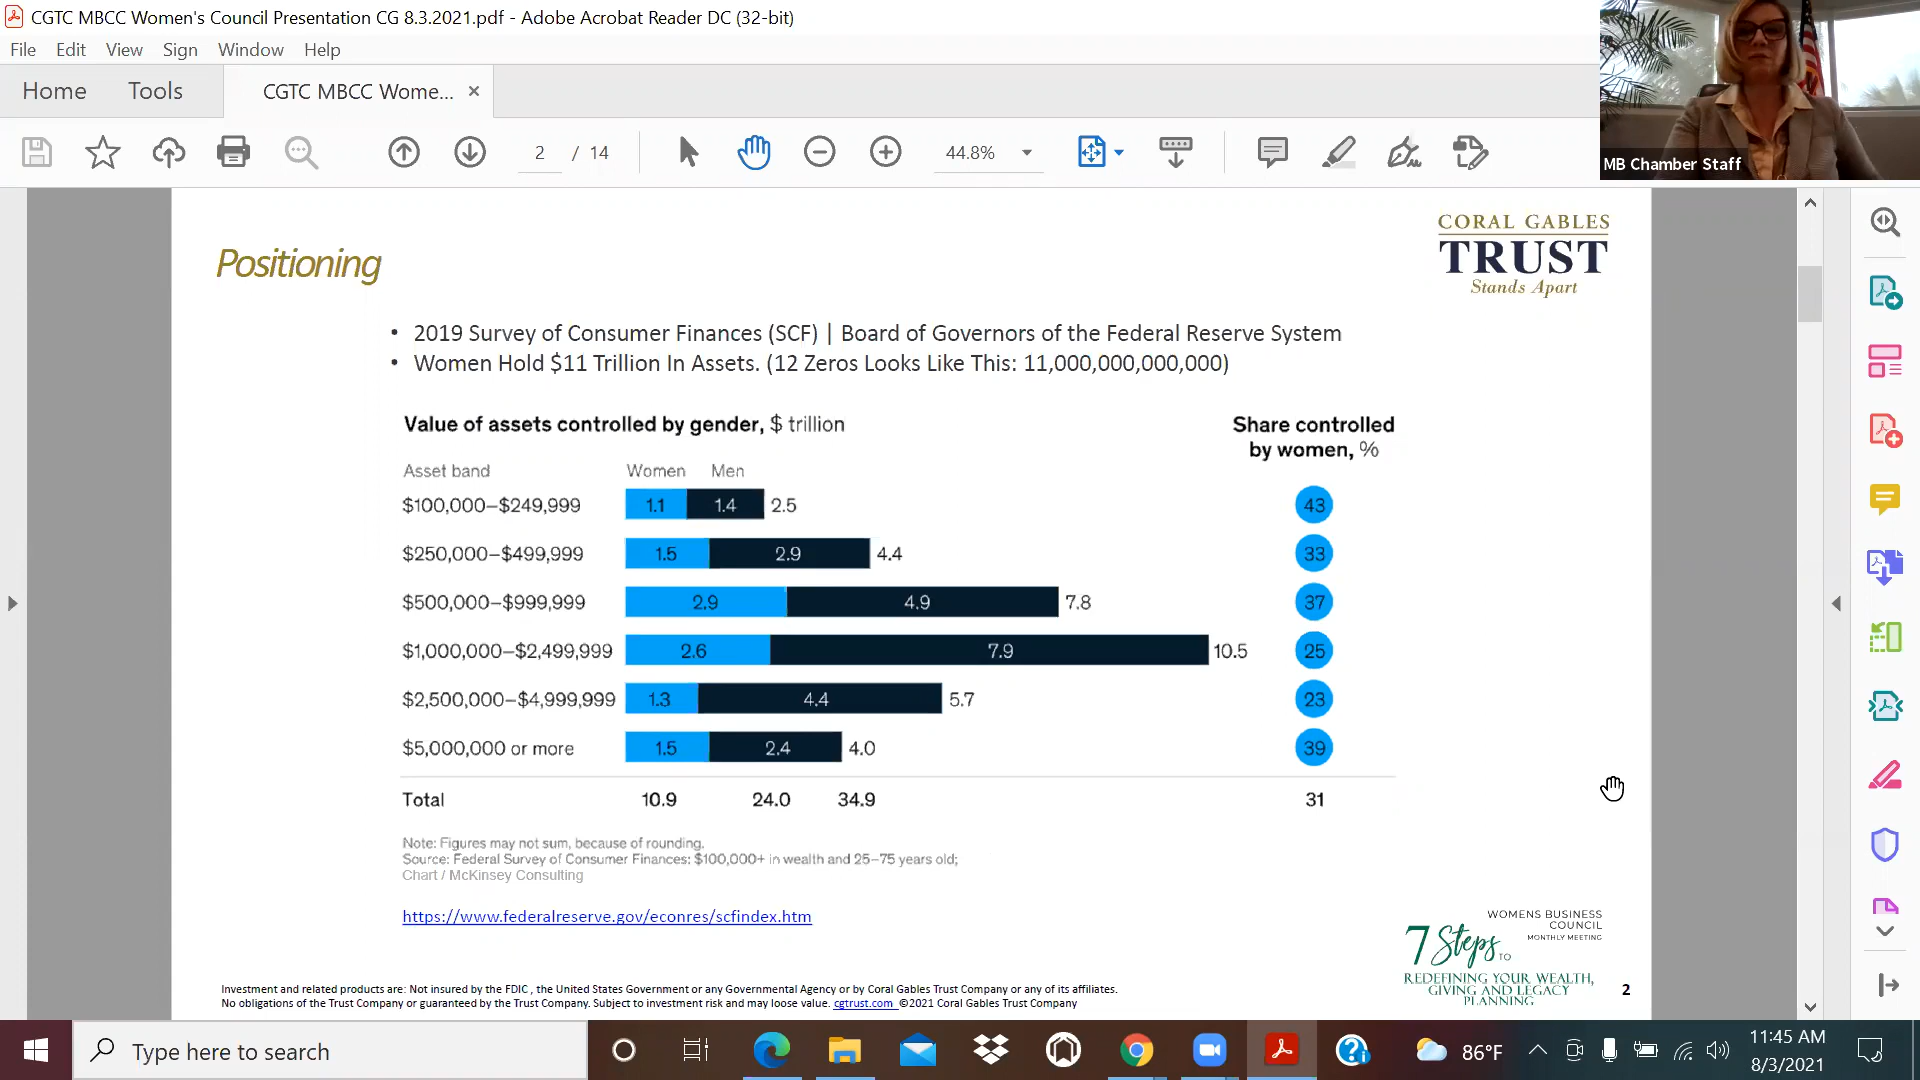 CGTC MBCC Women's Council Presentation CG 8.3.2021.pdf - Adobe Acrobat Reader DC (32-bit)
File Edit View Sign Window Help
Home Tools CGTC MBCC Wome... ×
2 / 14 44.8%
MB Chamber Staff
CORAL GABLES
TRUST
Stands Apart
Positioning
• 2019 Survey of Consumer Finances (SCF) | Board of Governors of the Federal Reserve System
• Women Hold $11 Trillion In Assets. (12 Zeros Looks Like This: 11,000,000,000,000)
Value of assets controlled by gender, $ trillion
Share controlled
by women, %
Asset band Women Men
$100,000–$249,999 1.1 1.4 2.5 43
$250,000–$499,999 1.5 2.9 4.4 33
$500,000–$999,999 2.9 4.9 7.8 37
$1,000,000–$2,499,999 2.6 7.9 10.5 25
$2,500,000–$4,999,999 1.3 4.4 5.7 23
$5,000,000 or more 1.5 2.4 4.0 39
Total 10.9 24.0 34.9 31
Note: Figures may not sum, because of rounding.
Source: Federal Survey of Consumer Finances: $100,000+ in wealth and 25–75 years old;
Chart / McKinsey Consulting
https://www.federalreserve.gov/econres/scfindex.htm
WOMENS BUSINESS
COUNCIL
MONTHLY MEETING
7 Steps TO
REDEFINING YOUR WEALTH,
GIVING AND LEGACY
PLANNING
Investment and related products are: Not insured by the FDIC , the United States Government or any Governmental Agency or by Coral Gables Trust Company or any of its affiliates.
No obligations of the Trust Company or guaranteed by the Trust Company. Subject to investment risk and may loose value. cgtrust.com ©2021 Coral Gables Trust Company
2
Type here to search
86°F
11:45 AM
8/3/2021